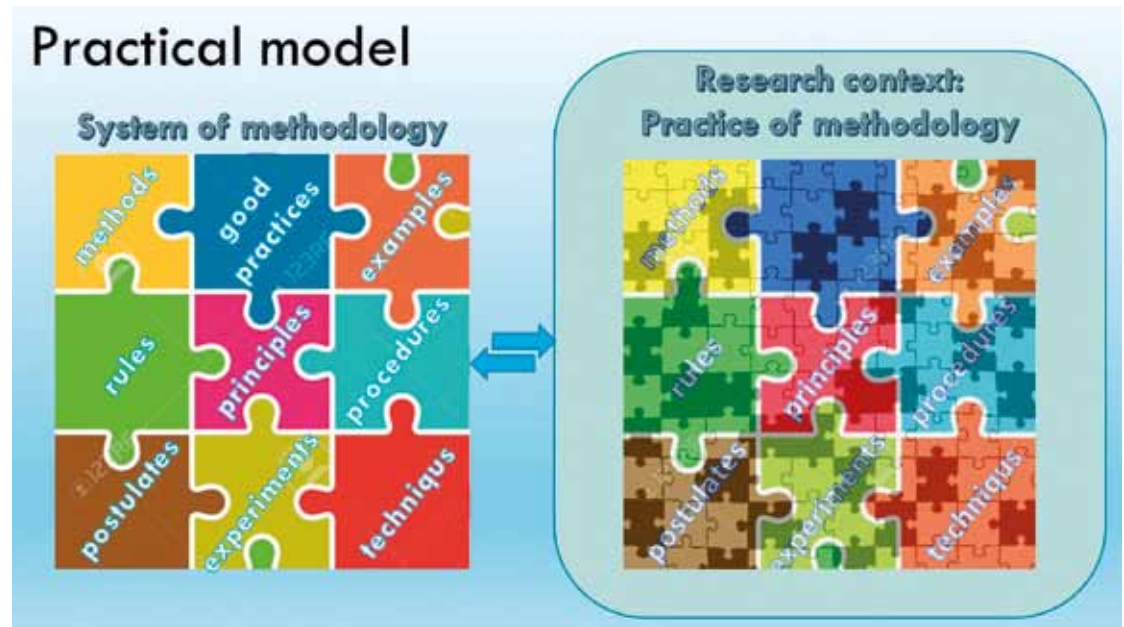 Practical model
System of methodology
methods
good
practices
examples
rules
principles
procedures
postulates
experiments
techniqus
Research context:
Practice of methodology
methods
examples
rules
principles
procedures
postulates
experiments
techniqus